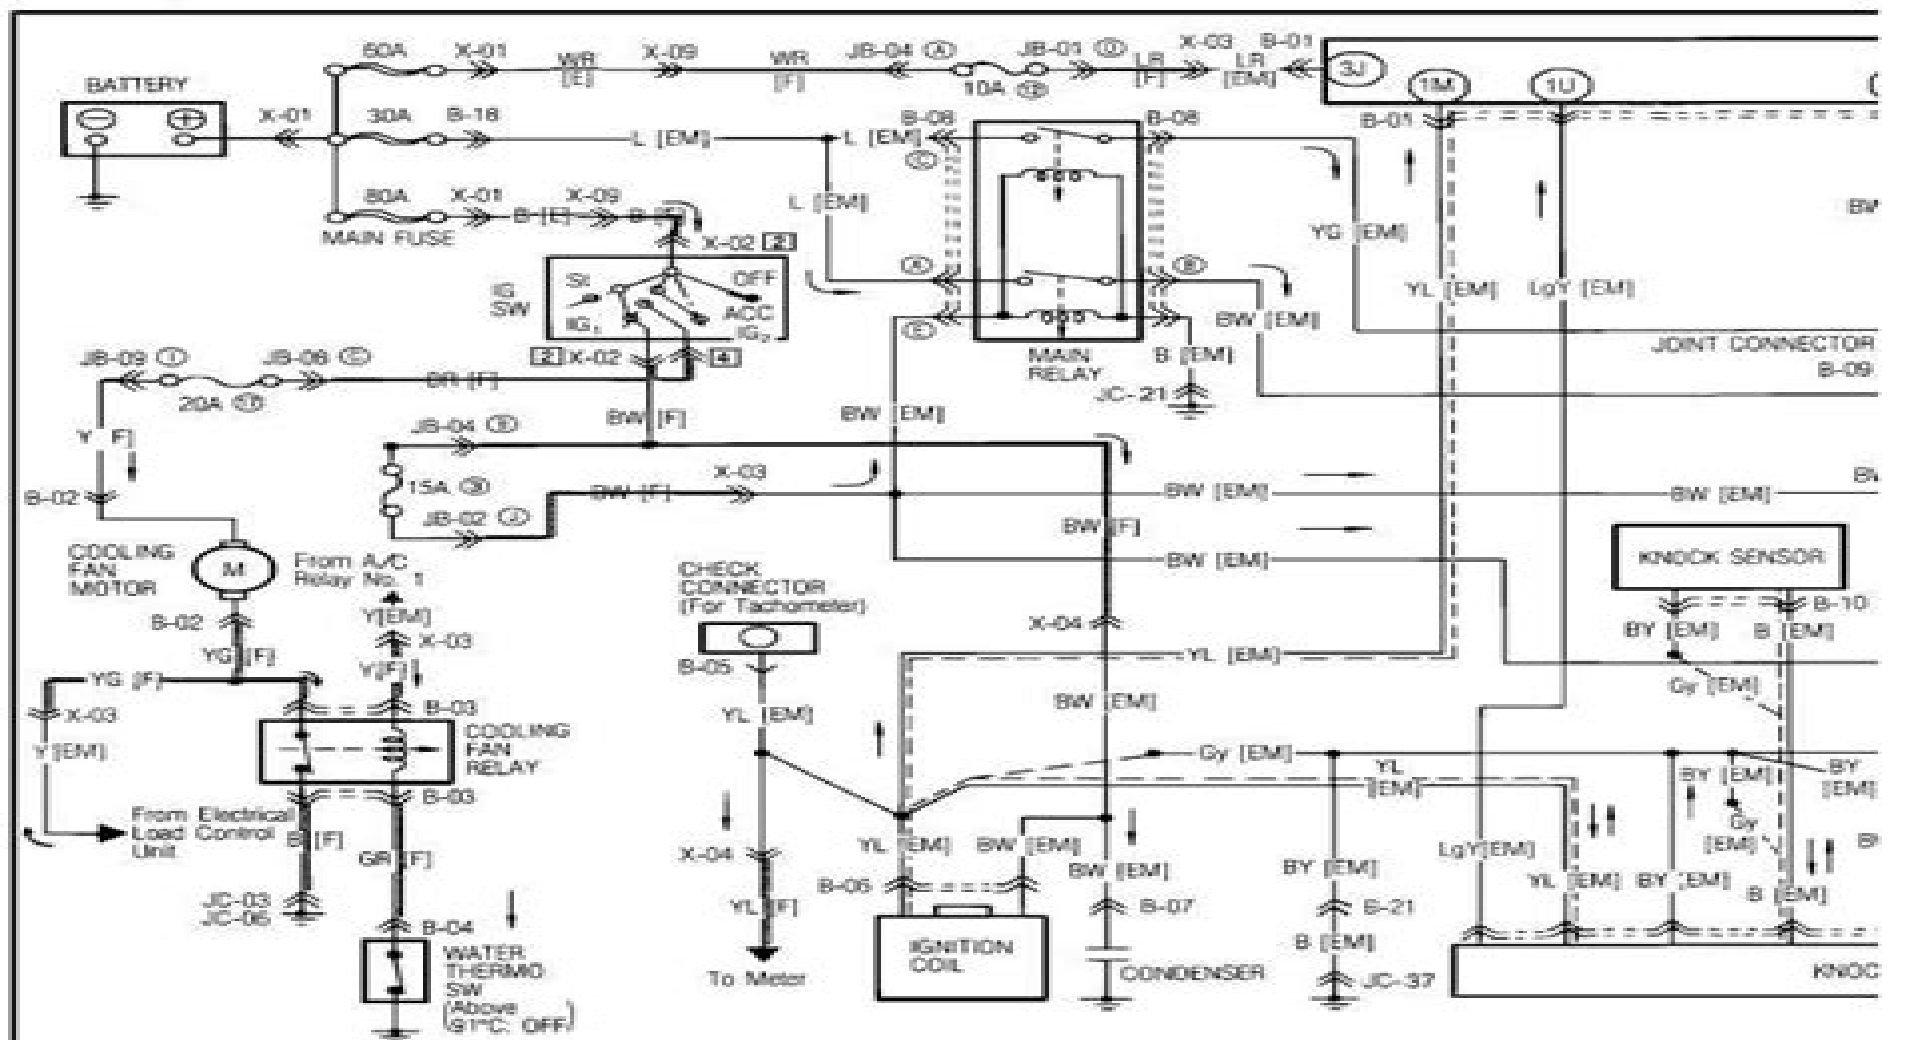 60A X-01 WR [E] X-09 WR [F] JB-04 (A) JB-01 10A LR [F] X-03 LR [EM] B-01 3J
BATTERY
1M 1U
X-01 30A B-18 L [EM] L [EM] B-08 B-08 B-01
(C)
80A X-01 X-09
B [E]
MAIN FUSE
L [EM]
X-02 [2]
YG [EM]
IG SW
OFF
ACC
IG1 IG2
(A) (B)
YL [EM] LgY [EM]
(E)
BW [EM]
[2] X-02 [4]
MAIN RELAY
B [EM]
JC-21
JOINT CONNECTOR
B-09
JB-09 (I) JB-06 (C)
20A
BW [F]
BW [EM]
Y [F]
JB-04
15A
X-03
BW [F]
BW [EM]
BW [EM]
B-02
JB-02 (J)
BW [F]
BW [EM]
COOLING FAN MOTOR
M
From A/C Relay No. 1
Y[EM]
CHECK CONNECTOR
(For Tachometer)
KNOCK SENSOR
B-10
B-02
X-03
X-04
BY [EM] B [EM]
YG [F]
Y[F]
B-05
YL [EM]
YG [F]
Gy [EM]
X-03
B-03
YL [EM]
BW [EM]
Y [EM]
COOLING FAN RELAY
Gy [EM]
YL [EM]
BY [EM]
BY [EM]
B-03
From Electrical Load Control Unit
B [F]
Gy [EM]
GR [F]
X-04
YL [EM] BW [EM]
BW [EM]
BY [EM]
LgY[EM]
YL [EM] BY [EM]
B [EM]
B-06
JC-03
JC-05
YL [F]
B-07
B-21
B-04
WATER THERMO SW
(Above 91°C: OFF)
To Meter
IGNITION COIL
CONDENSER
B [EM]
JC-37
KNOC